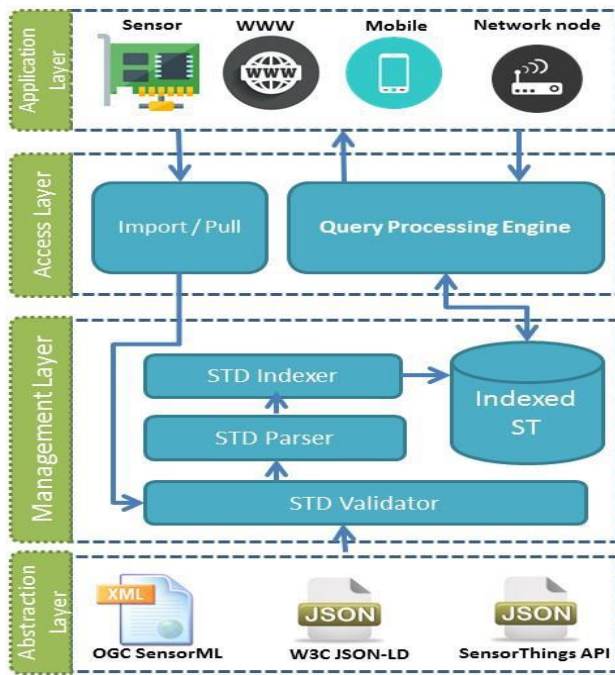 Application
Layer
Sensor
WWW
Mobile
Network node
WWW
Access Layer
Import / Pull
Query Processing Engine
Management Layer
STD Indexer
STD Parser
STD Validator
Indexed
ST
Abstraction
Layer
XML
OGC SensorML
JSON
W3C JSON-LD
JSON
SensorThings API